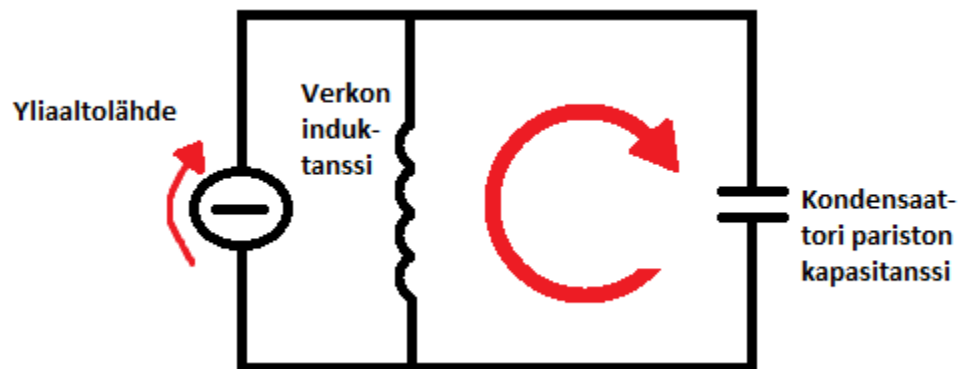 Yliaaltolähde
Verkon
induk-
tanssi
Kondensaat-
tori pariston
kapasitanssi